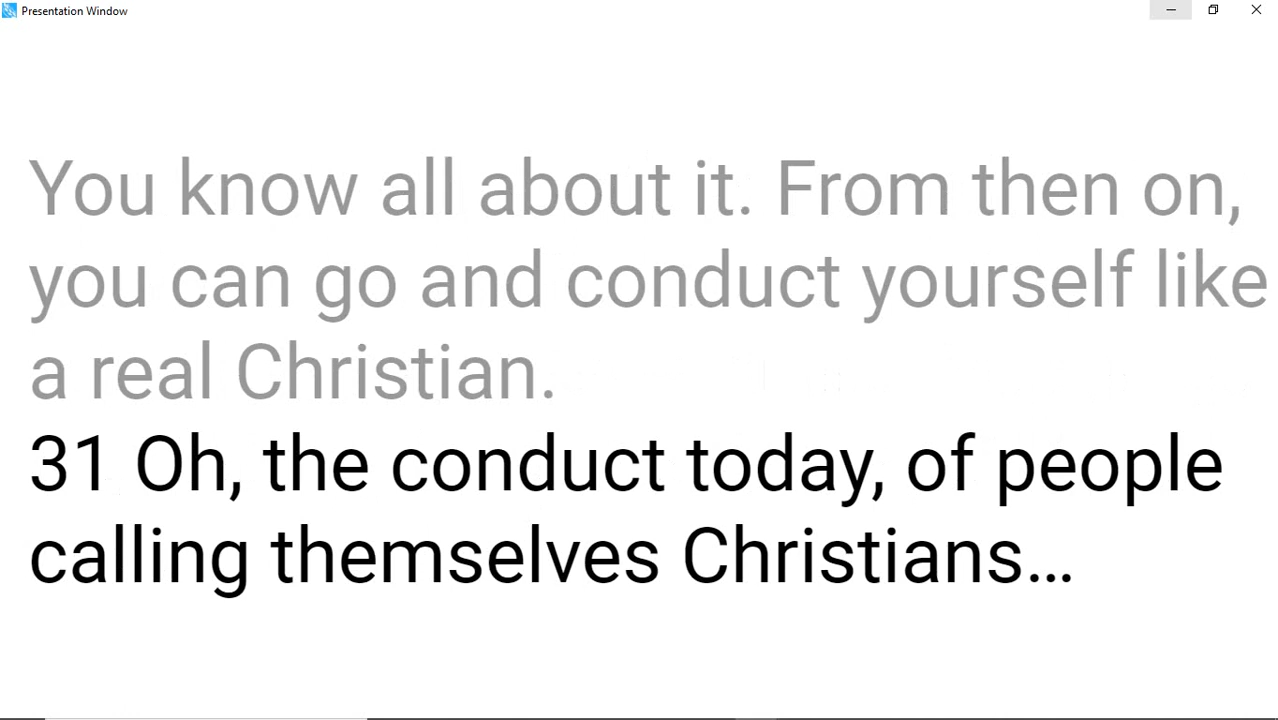 Presentation Window
You know all about it. From then on,
you can go and conduct yourself like
a real Christian.
31 Oh, the conduct today, of people
calling themselves Christians…